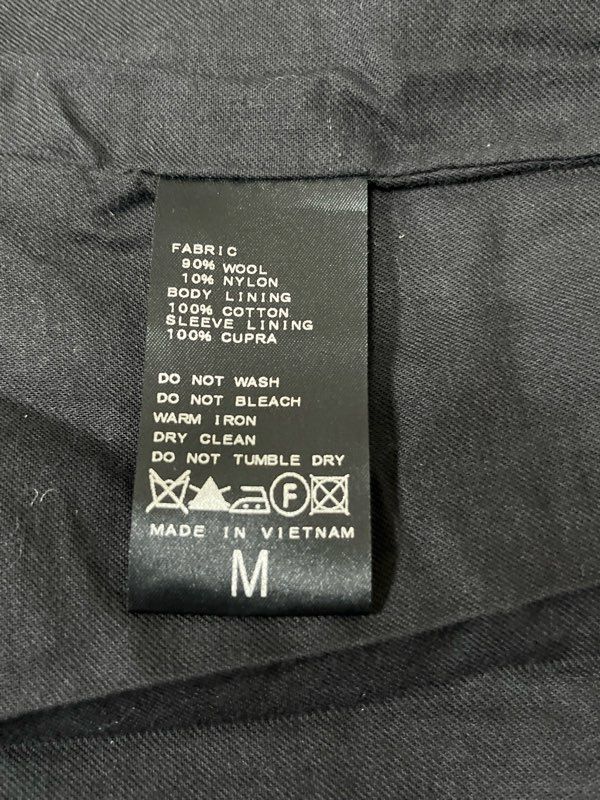 FABRIC
90% WOOL
10% NYLON
BODY LINING
100% COTTON
SLEEVE LINING
100% CUPRA
DO NOT WASH
DO NOT BLEACH
WARM IRON
DRY CLEAN
DO NOT TUMBLE DRY
F
MADE IN VIETNAM
M